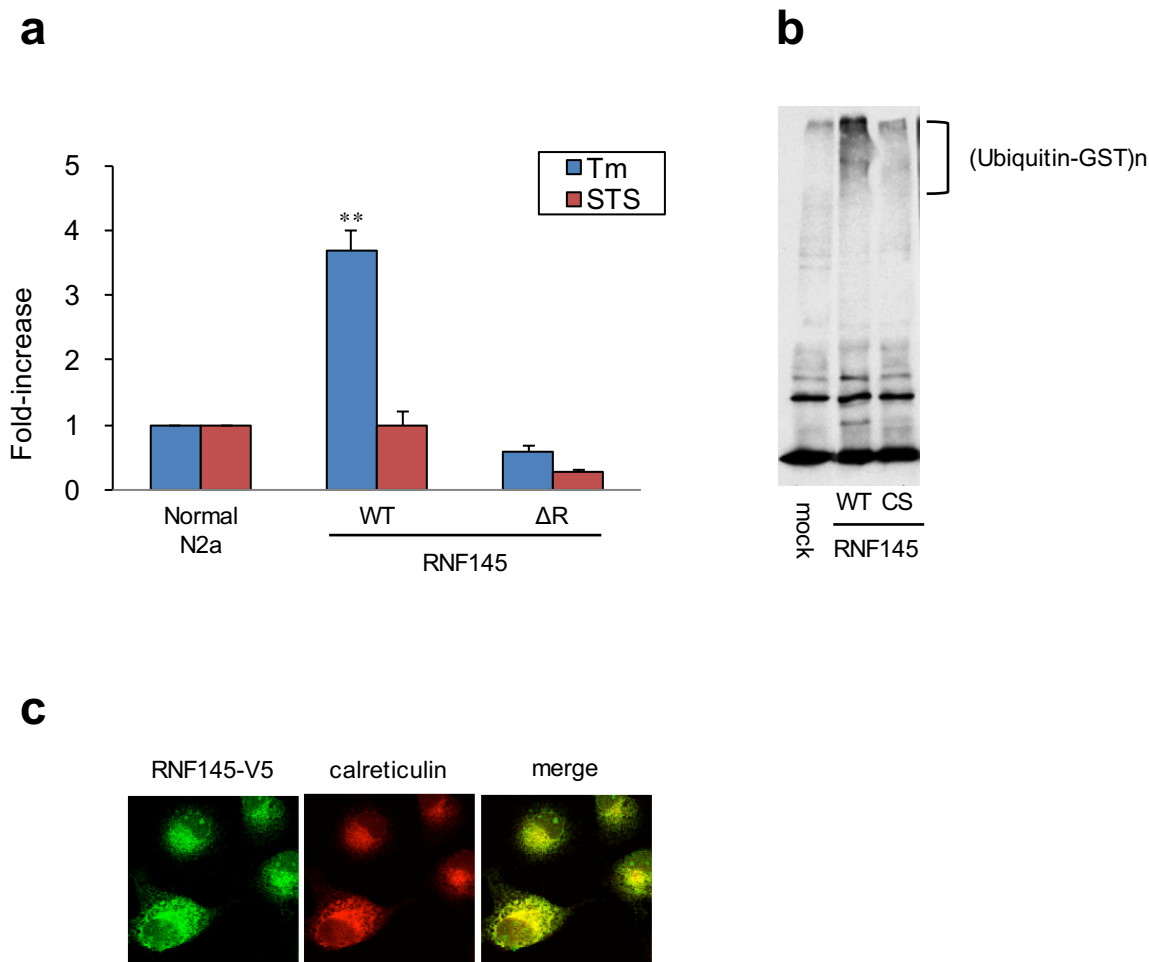 a
5
4
3
2
1
0
Fold-increase
Tm
STS
**
Normal
N2a
WT
ΔR
RNF145
b
(Ubiquitin-GST)n
mock
WT CS
RNF145
c
RNF145-V5
calreticulin
merge